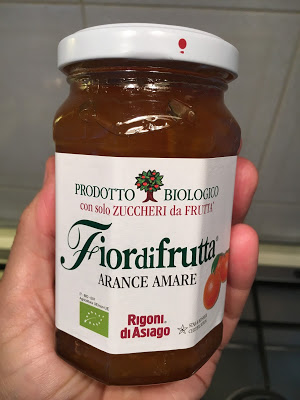 PRODOTTO BIOLOGICO
con solo ZUCCHERI da FRUTTA
Fiordifrutta
ARANCE AMARE
Rigoni
di Asiago